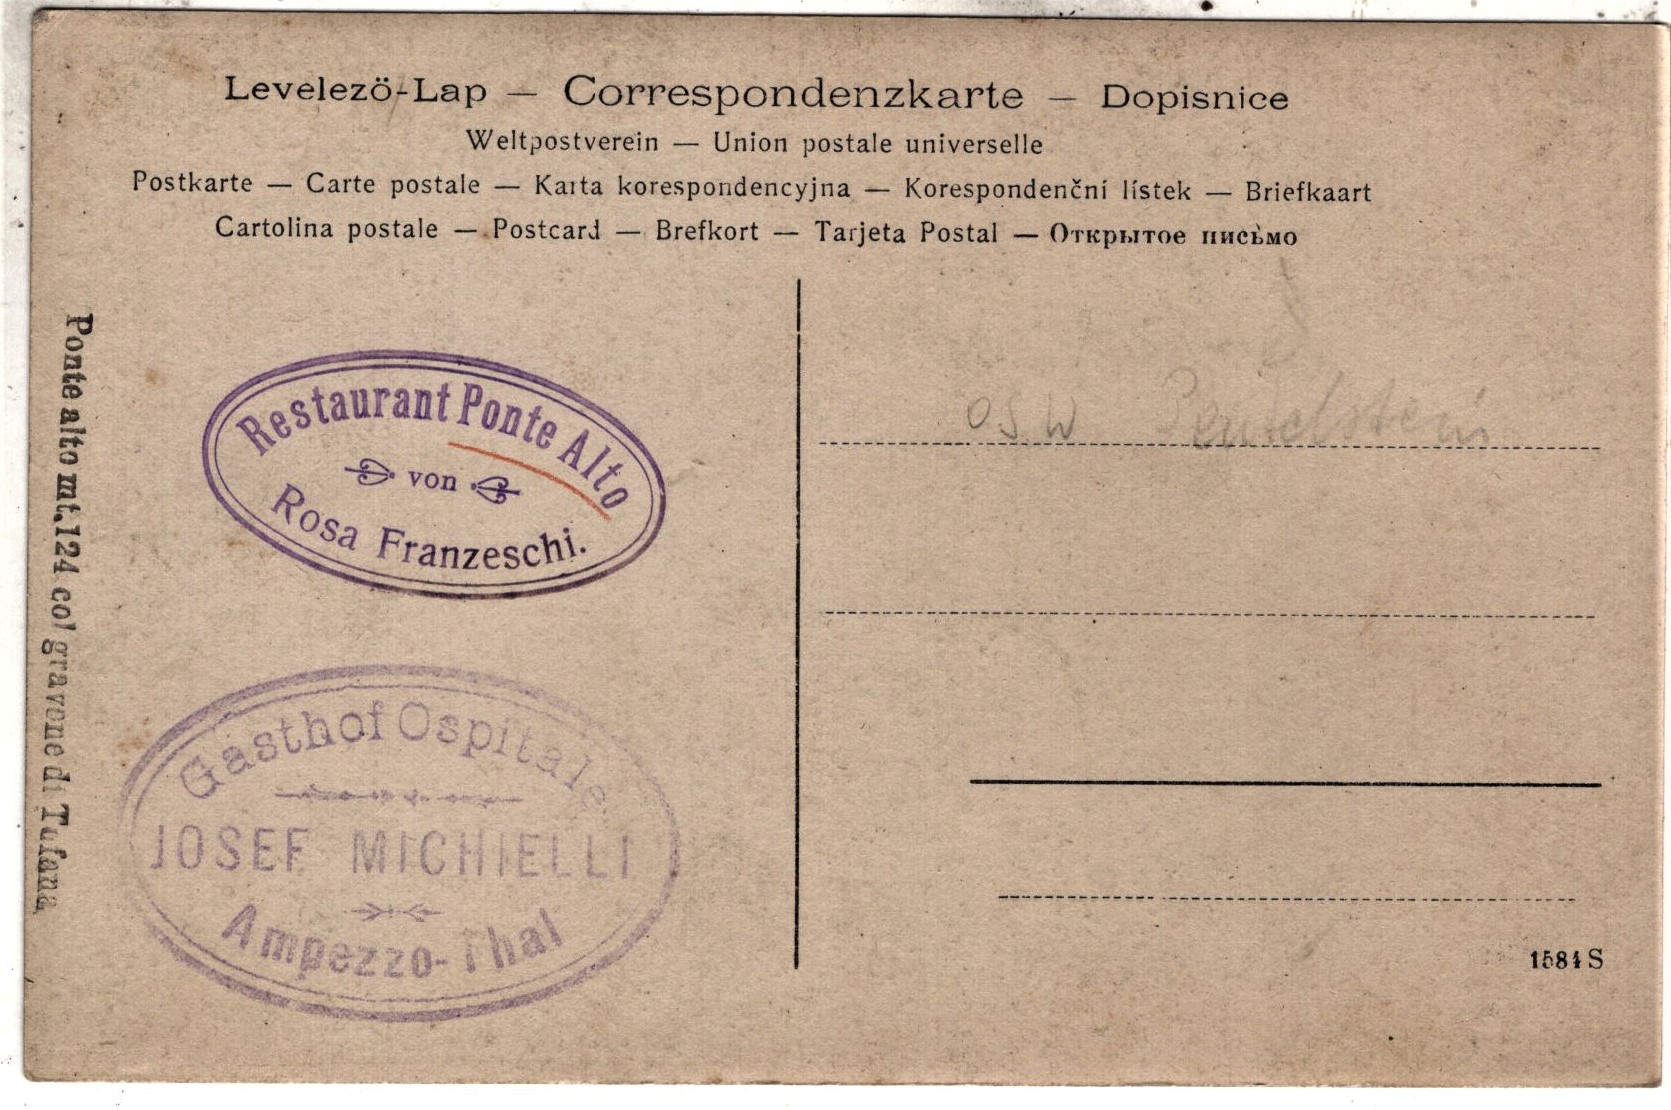 Levelezö-Lap — Correspondenzkarte — Dopisnice
Weltpostverein — Union postale universelle
Postkarte — Carte postale — Karta korespondencyjna — Korespondenční lístek — Briefkaart
Cartolina postale — Postcard — Brefkort — Tarjeta Postal — Открытое письмо
Ponte alto mt.124 col gravone di Tofana
Restaurant Ponte Alto
von
Rosa Franzeschi.
Gasthof Ospitale
JOSEF MICHIELLI
Ampezzo-Thal
OSW
1584 S